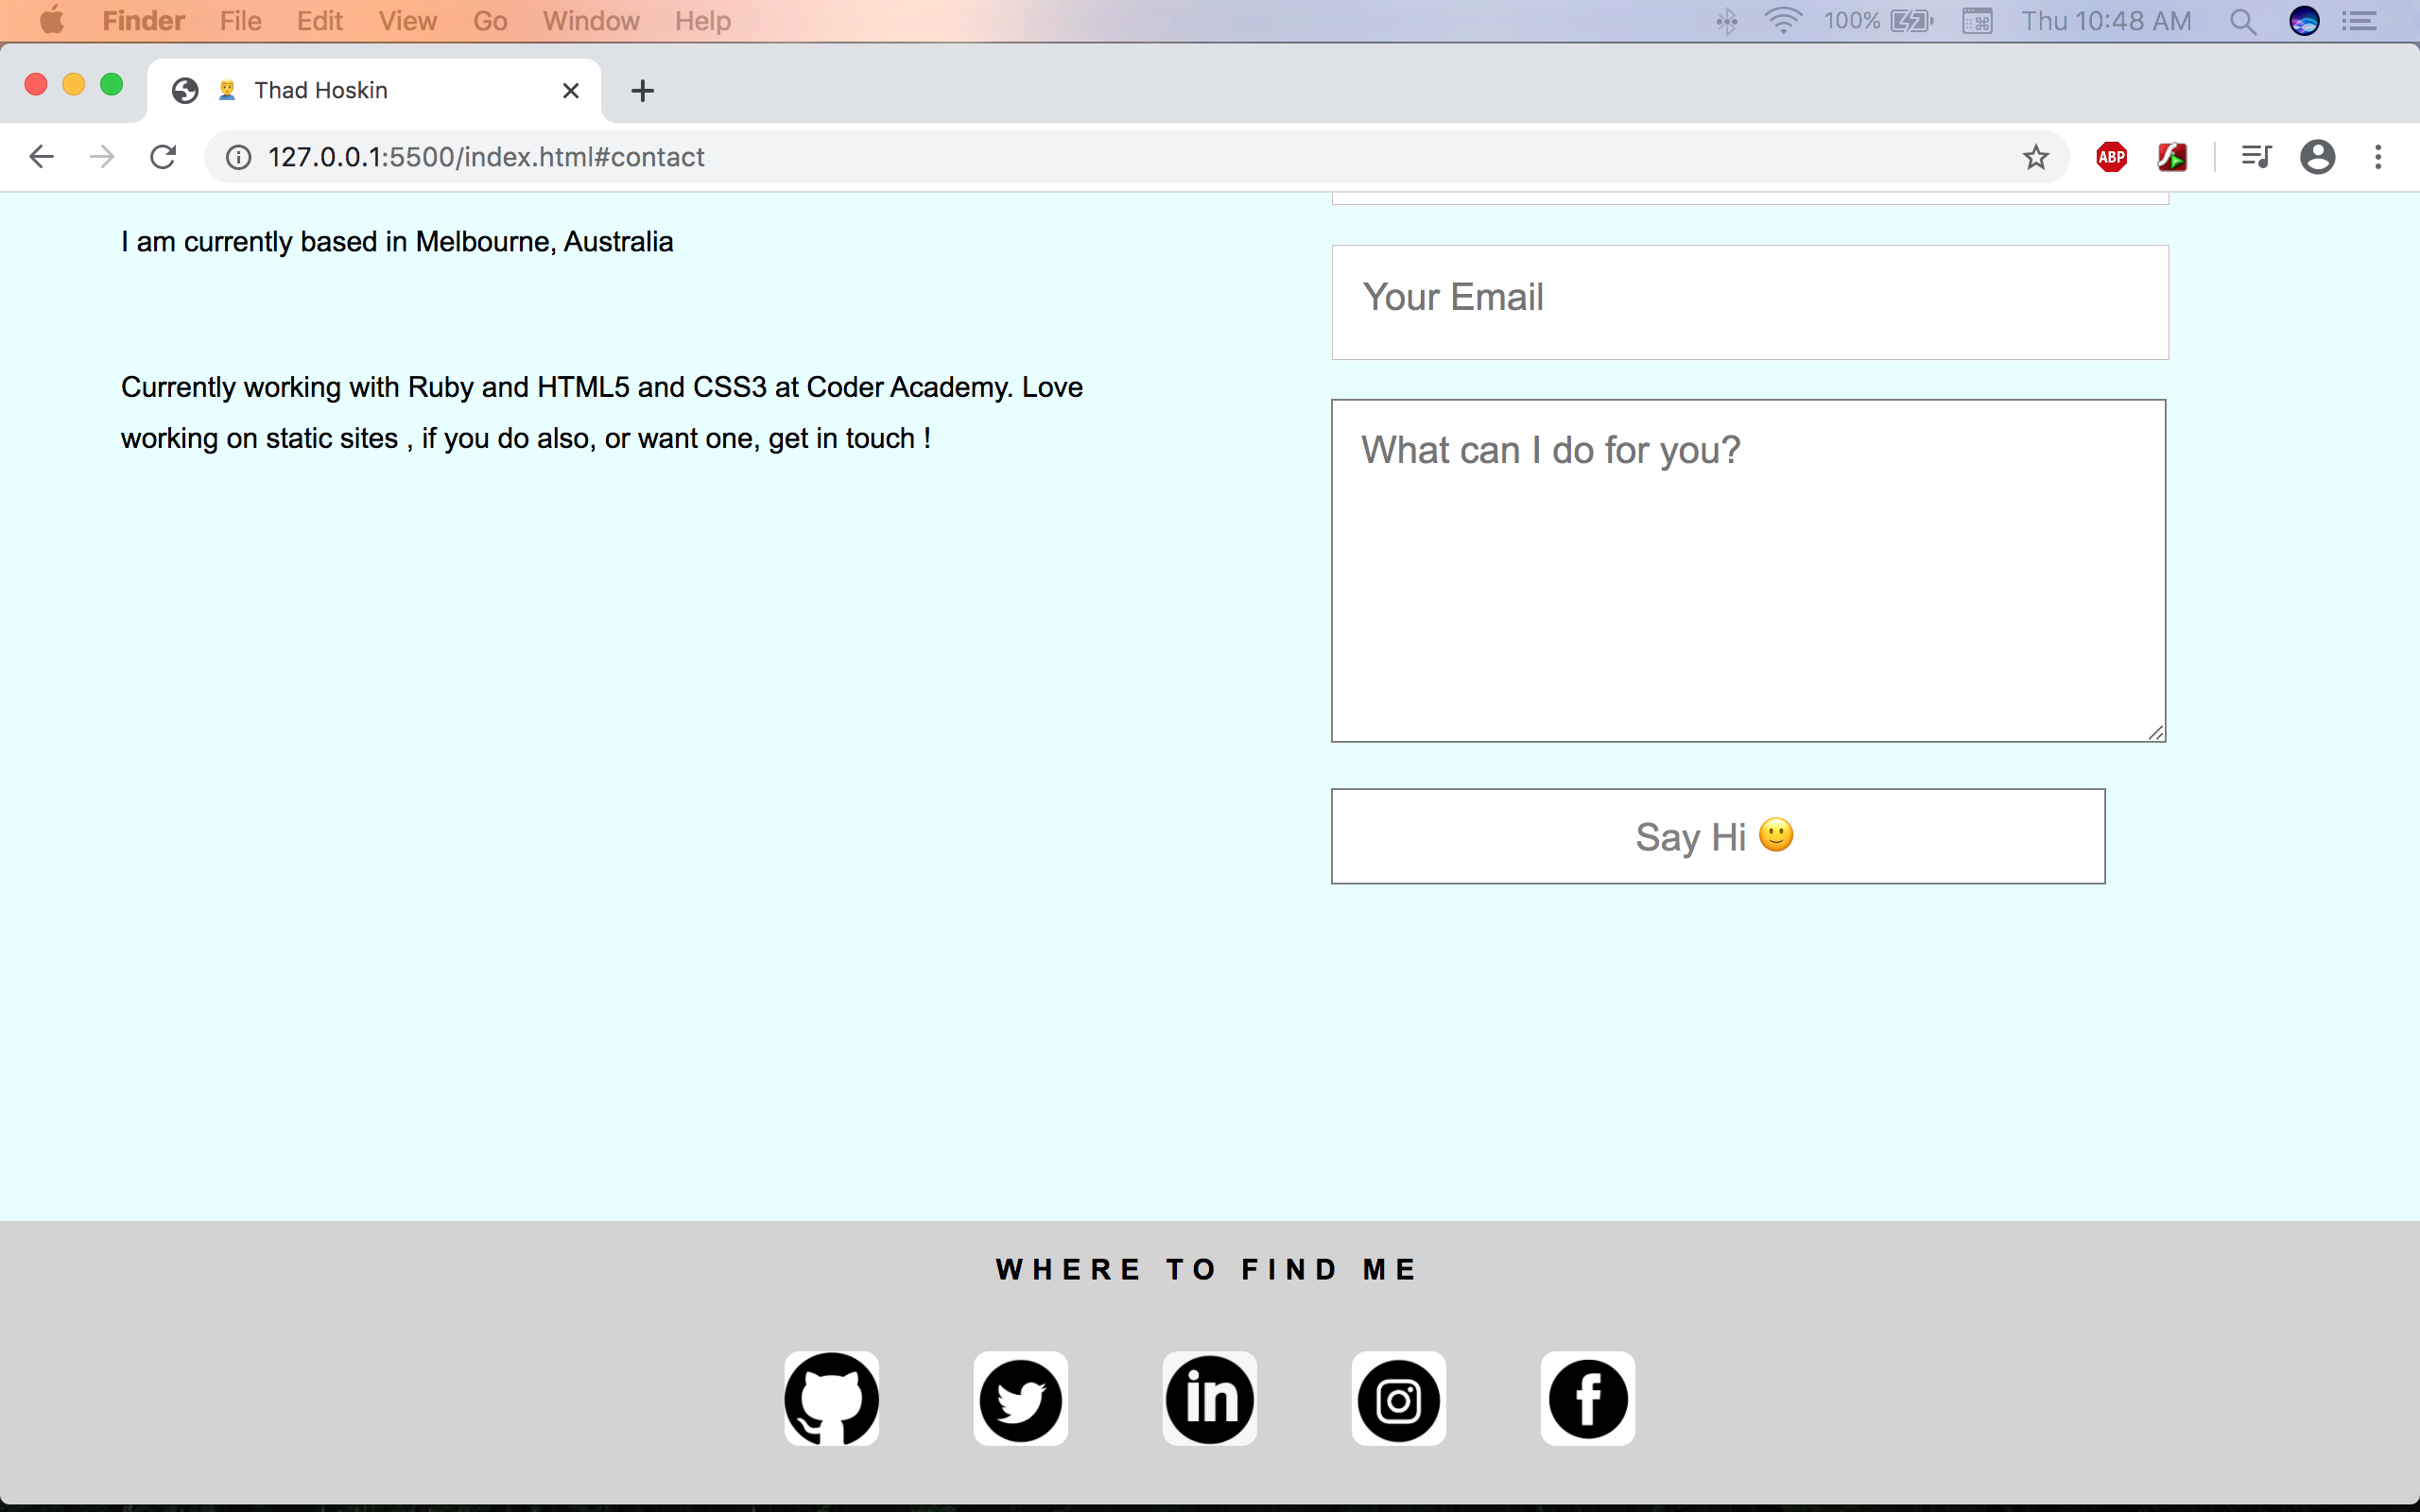 Finder File Edit View Go Window Help 100% Thu 10:48 AM
Thad Hoskin
127.0.0.1:5500/index.html#contact
ABP
I am currently based in Melbourne, Australia
Your Email
Currently working with Ruby and HTML5 and CSS3 at Coder Academy. Love
working on static sites , if you do also, or want one, get in touch !
What can I do for you?
Say Hi 🙂
WHERE TO FIND ME
in
f